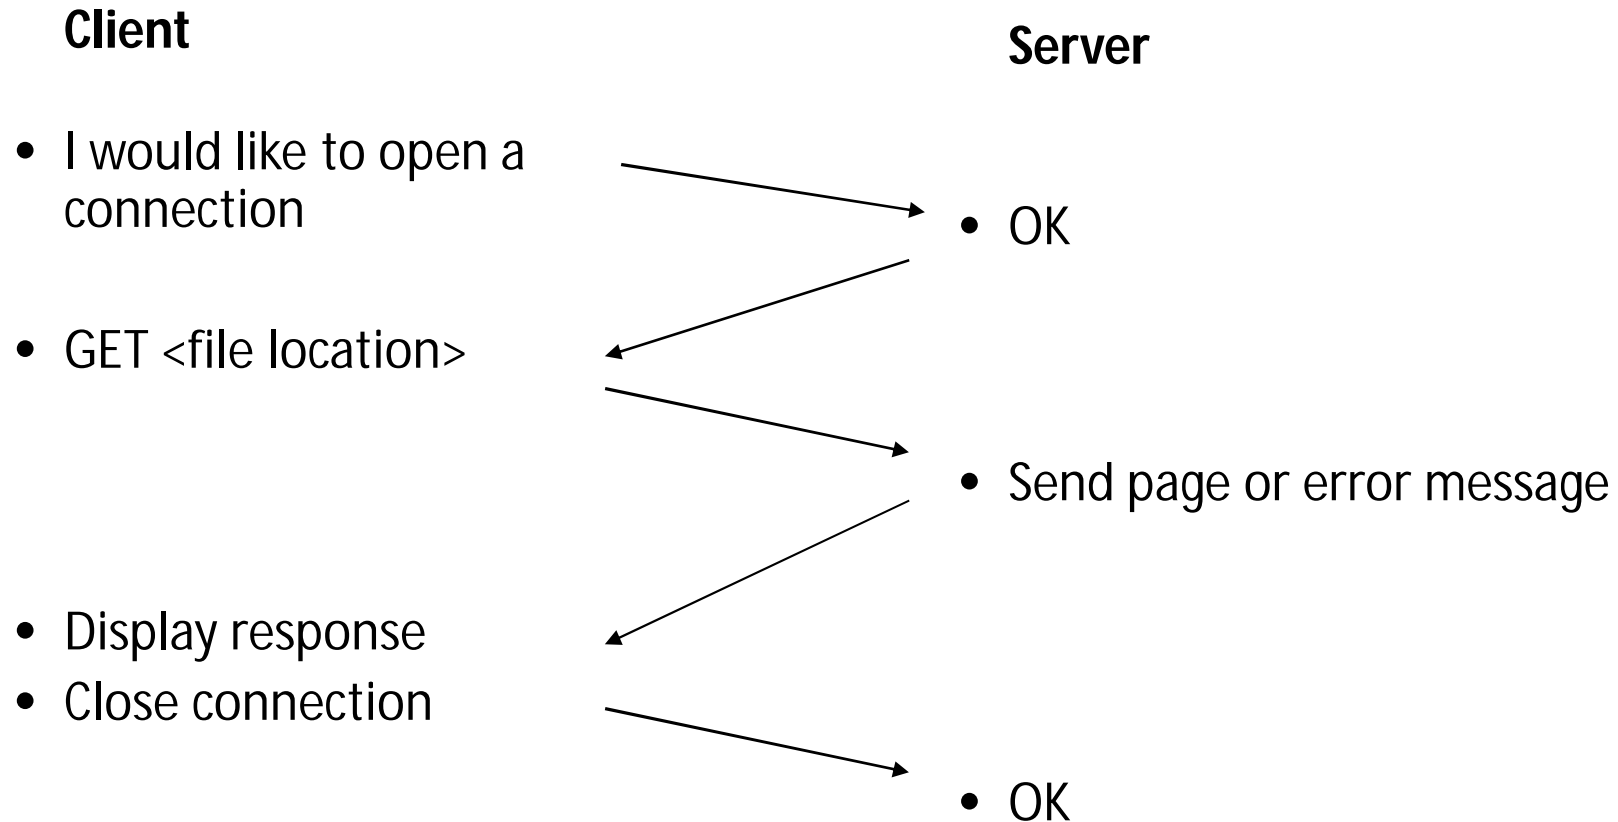 Client
Server
• I would like to open a
connection
• OK
• GET <file location>
• Send page or error message
• Display response
• Close connection
• OK